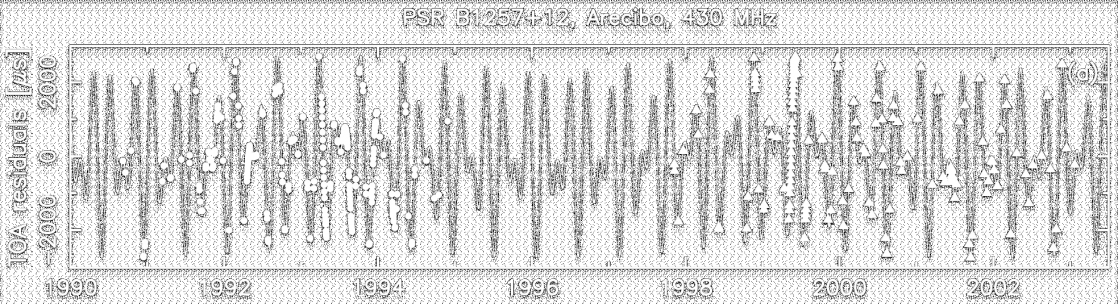 PSR B1257+12, Arecibo, 430 MHz
(a)
TOA residuals [μs]
2000
0
−2000
1990 1992 1994 1996 1998 2000 2002